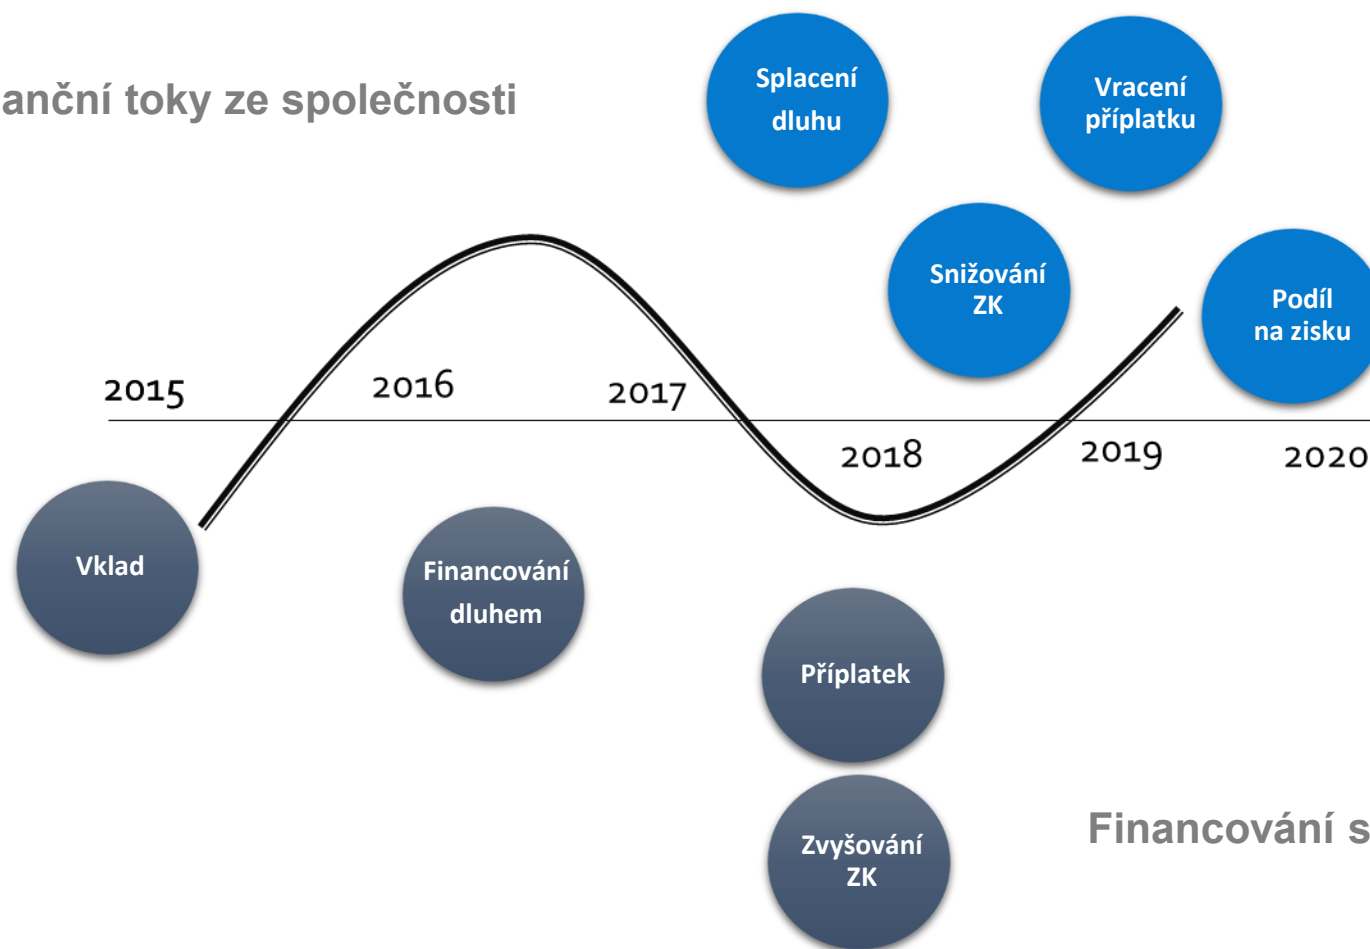 Splacení
dluhu
Vracení
příplatku
anční toky ze společnosti
Snižování
ZK
Podíl
na zisku
2015
2016
2017
2018
2019
2020
Vklad
Financování
dluhem
Příplatek
Zvyšování
ZK
Financování s